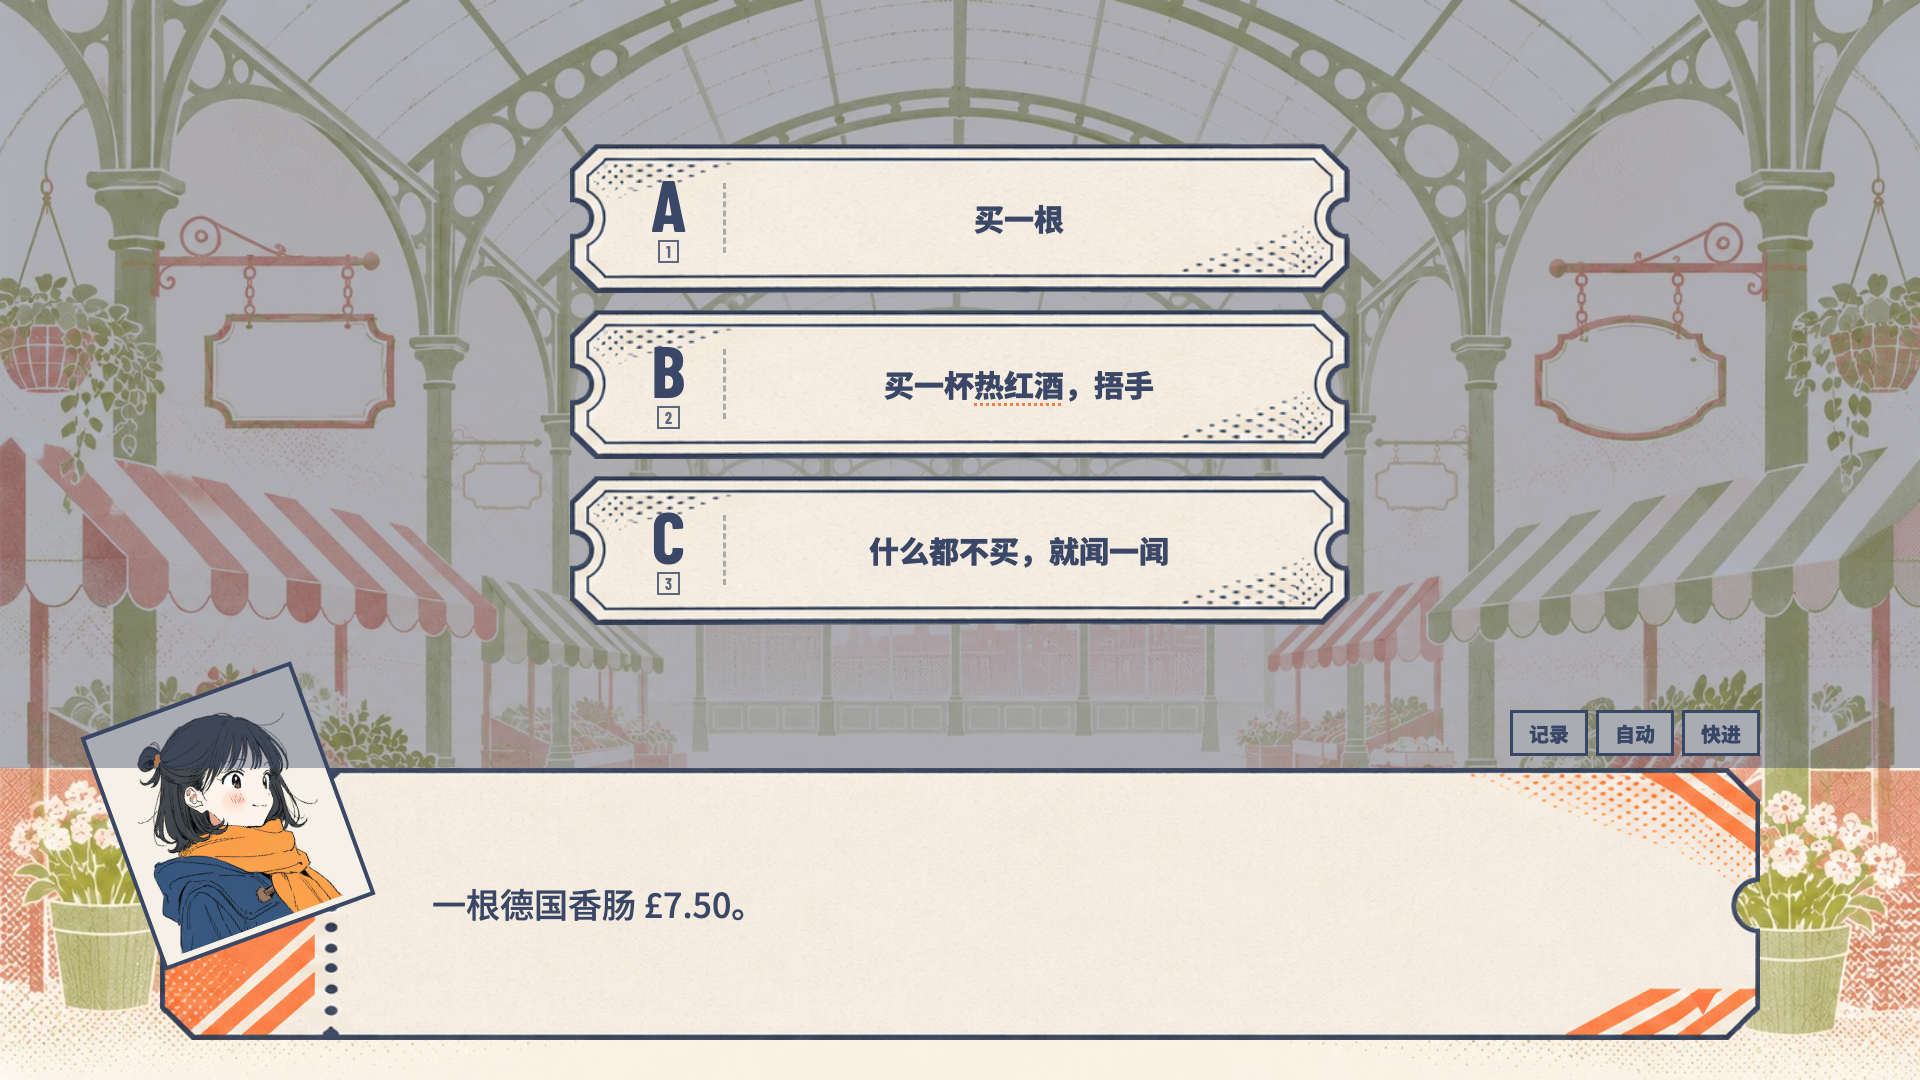 A
1
买一根
B
2
买一杯热红酒，捂手
C
3
什么都不买，就闻一闻
记录
自动
快进
一根德国香肠 £7.50。